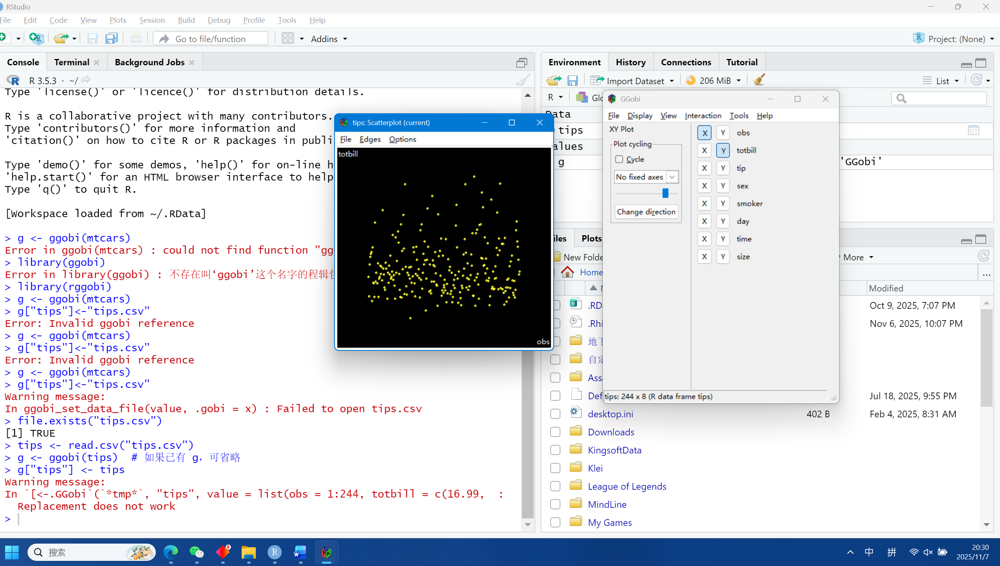 RStudio
File Edit Code View Plots Session Build Debug Profile Tools Help
Go to file/function
Addins
Project: (None)
Console Terminal Background Jobs
R 3.5.3 · ~/
Type 'license()' or 'licence()' for distribution details.
R is a collaborative project with many contributors.
Type 'contributors()' for more information and
'citation()' on how to cite R or R packages in publi
Type 'demo()' for some demos, 'help()' for on-line h
'help.start()' for an HTML browser interface to help
Type 'q()' to quit R.
[Workspace loaded from ~/.RData]
> g <- ggobi(mtcars)
Error in ggobi(mtcars) : could not find function "gg
> library(ggobi)
Error in library(ggobi) : 不存在叫‘ggobi’这个名字的程辑包
> library(rggobi)
> g <- ggobi(mtcars)
> g["tips"]<-"tips.csv"
Error: Invalid ggobi reference
> g <- ggobi(mtcars)
> g["tips"]<-"tips.csv"
Error: Invalid ggobi reference
> g <- ggobi(mtcars)
> g["tips"]<-"tips.csv"
Warning message:
In ggobi_set_data_file(value, .gobi = x) : Failed to open tips.csv
> file.exists("tips.csv")
[1] TRUE
> tips <- read.csv("tips.csv")
> g <- ggobi(tips)  # 如果已有 g，可省略
> g["tips"] <- tips
Warning message:
In `[<-.GGobi`(`*tmp*`, "tips", value = list(obs = 1:244, totbill = c(16.99,  :
  Replacement does not work
>
tips: Scatterplot (current)
File Edges Options
totbill
obs
Environment History Connections Tutorial
Import Dataset 206 MiB List
R Glo
Data
tips
alues
g 'GGobi'
GGobi
File Display View Interaction Tools Help
XY Plot
Plot cycling
Cycle
No fixed axes
Change direction
X Y obs
X Y totbill
X Y tip
X Y sex
X Y smoker
X Y day
X Y time
X Y size
tips: 244 x 8 (R data frame tips)
iles Plots
New Folde More
Home ...
Modified
.RD Oct 9, 2025, 7:07 PM
.Rhi Nov 6, 2025, 10:07 PM
地下
自定
Ass
Def Jul 18, 2025, 9:55 PM
desktop.ini 402 B Feb 4, 2025, 8:31 AM
Downloads
KingsoftData
Klei
League of Legends
MindLine
My Games
搜索
8
中 拼
20:30
2025/11/7